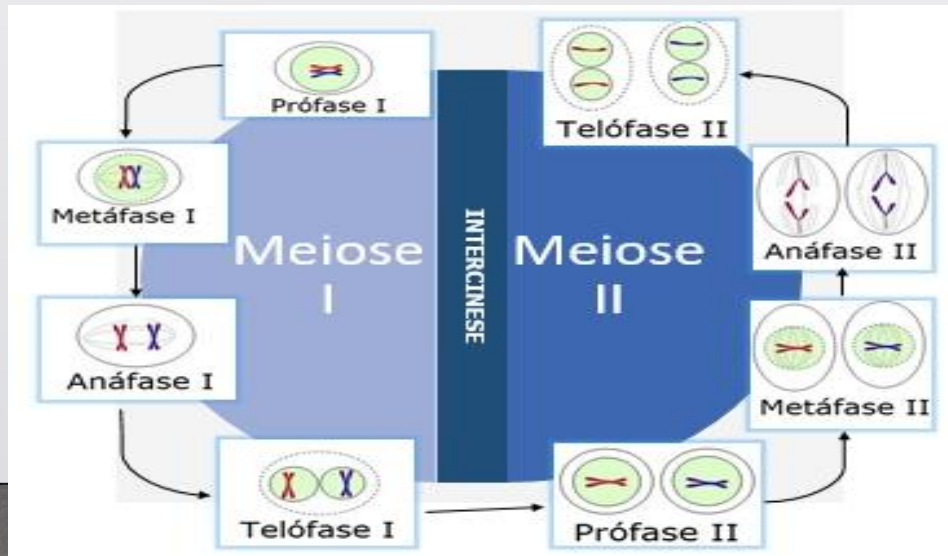 Prófase I
Metáfase I
Anáfase I
Telófase I
Meiose
I
INTERCINESE
Meiose
II
Prófase II
Metáfase II
Anáfase II
Telófase II